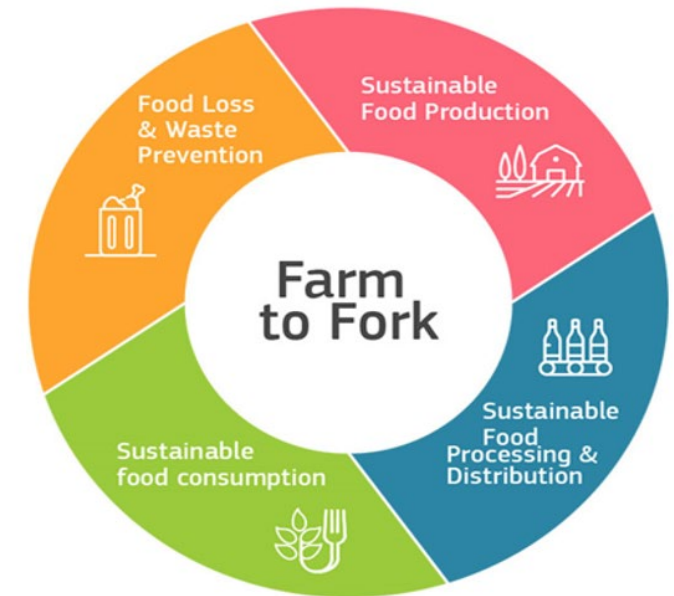 Sustainable
Food Production
Food Loss
& Waste
Prevention
Farm
to Fork
Sustainable
Food
Processing &
Distribution
Sustainable
food consumption